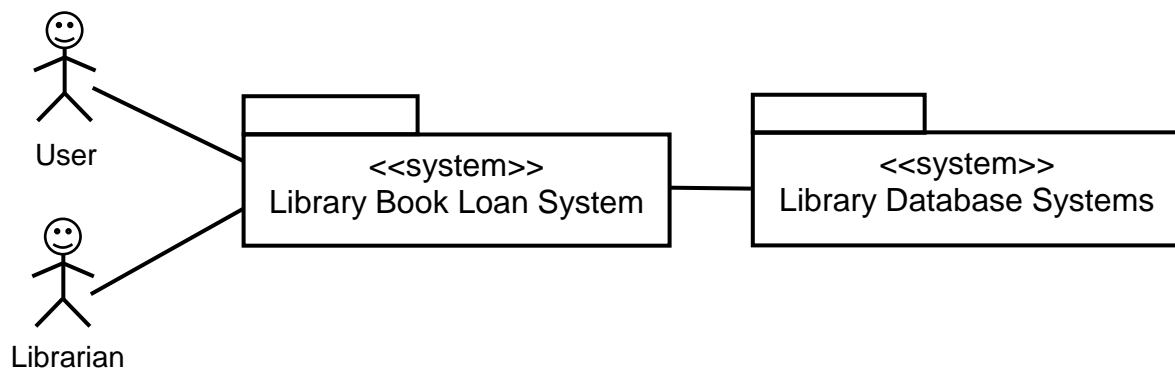 User
<<system>>
Library Book Loan System
<<system>>
Library Database Systems
Librarian